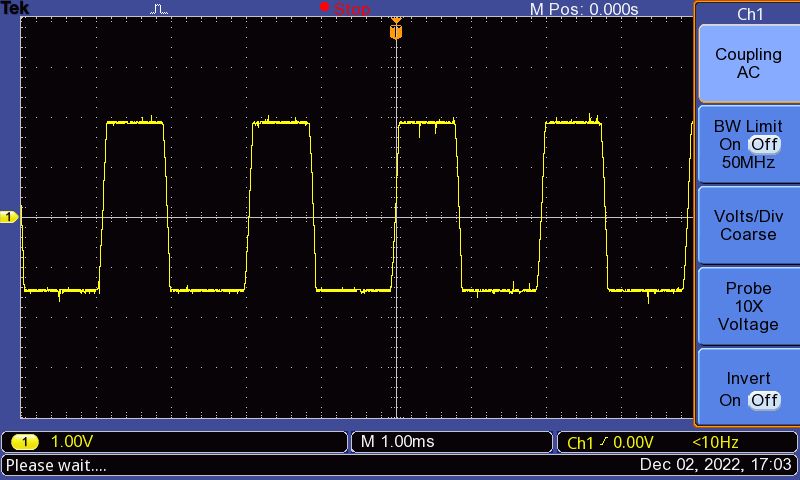 Tek Stop M Pos: 0.000s
Ch1
Coupling
AC
BW Limit
On Off
50MHz
Volts/Div
Coarse
Probe
10X
Voltage
Invert
On Off
T
1
1 1.00V M 1.00ms Ch1 0.00V <10Hz
Please wait.... Dec 02, 2022, 17:03